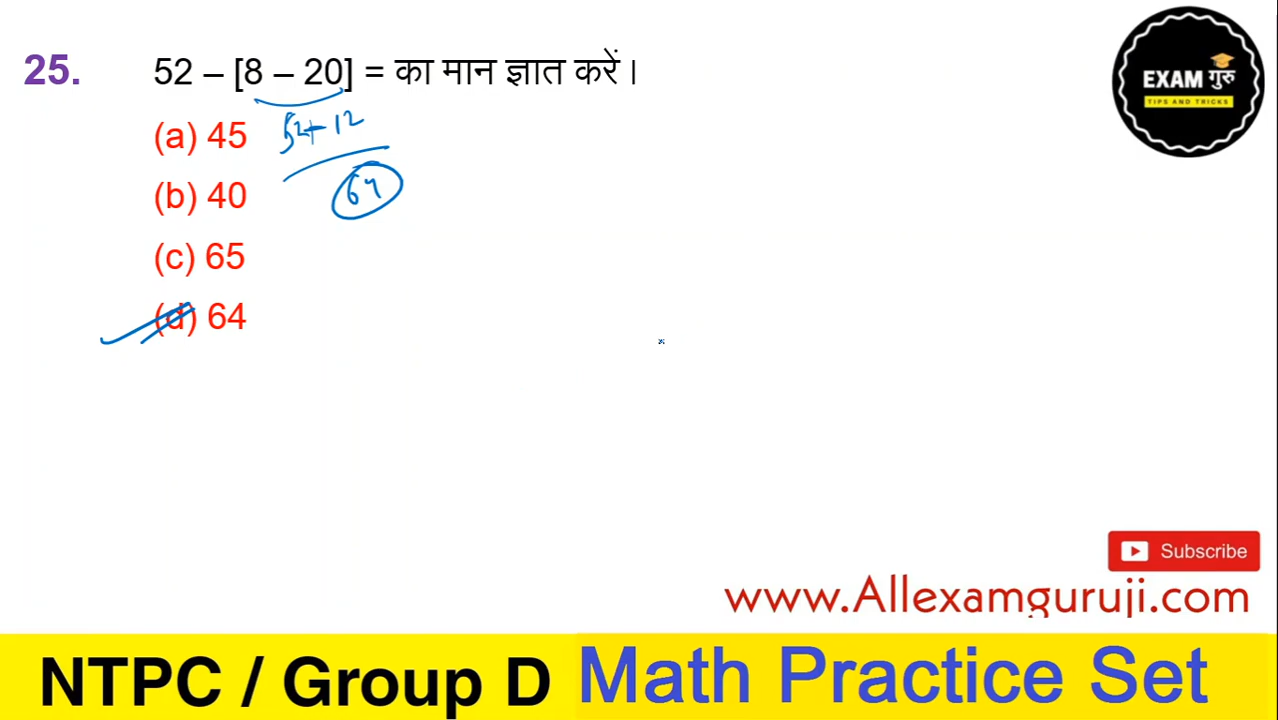 25. 52 – [8 – 20] = का मान ज्ञात करें।
(a) 45
52+12
(b) 40
64
(c) 65
(d) 64
EXAM गुरु
TIPS AND TRICKS
Subscribe
www.Allexamguruji.com
NTPC / Group D Math Practice Set